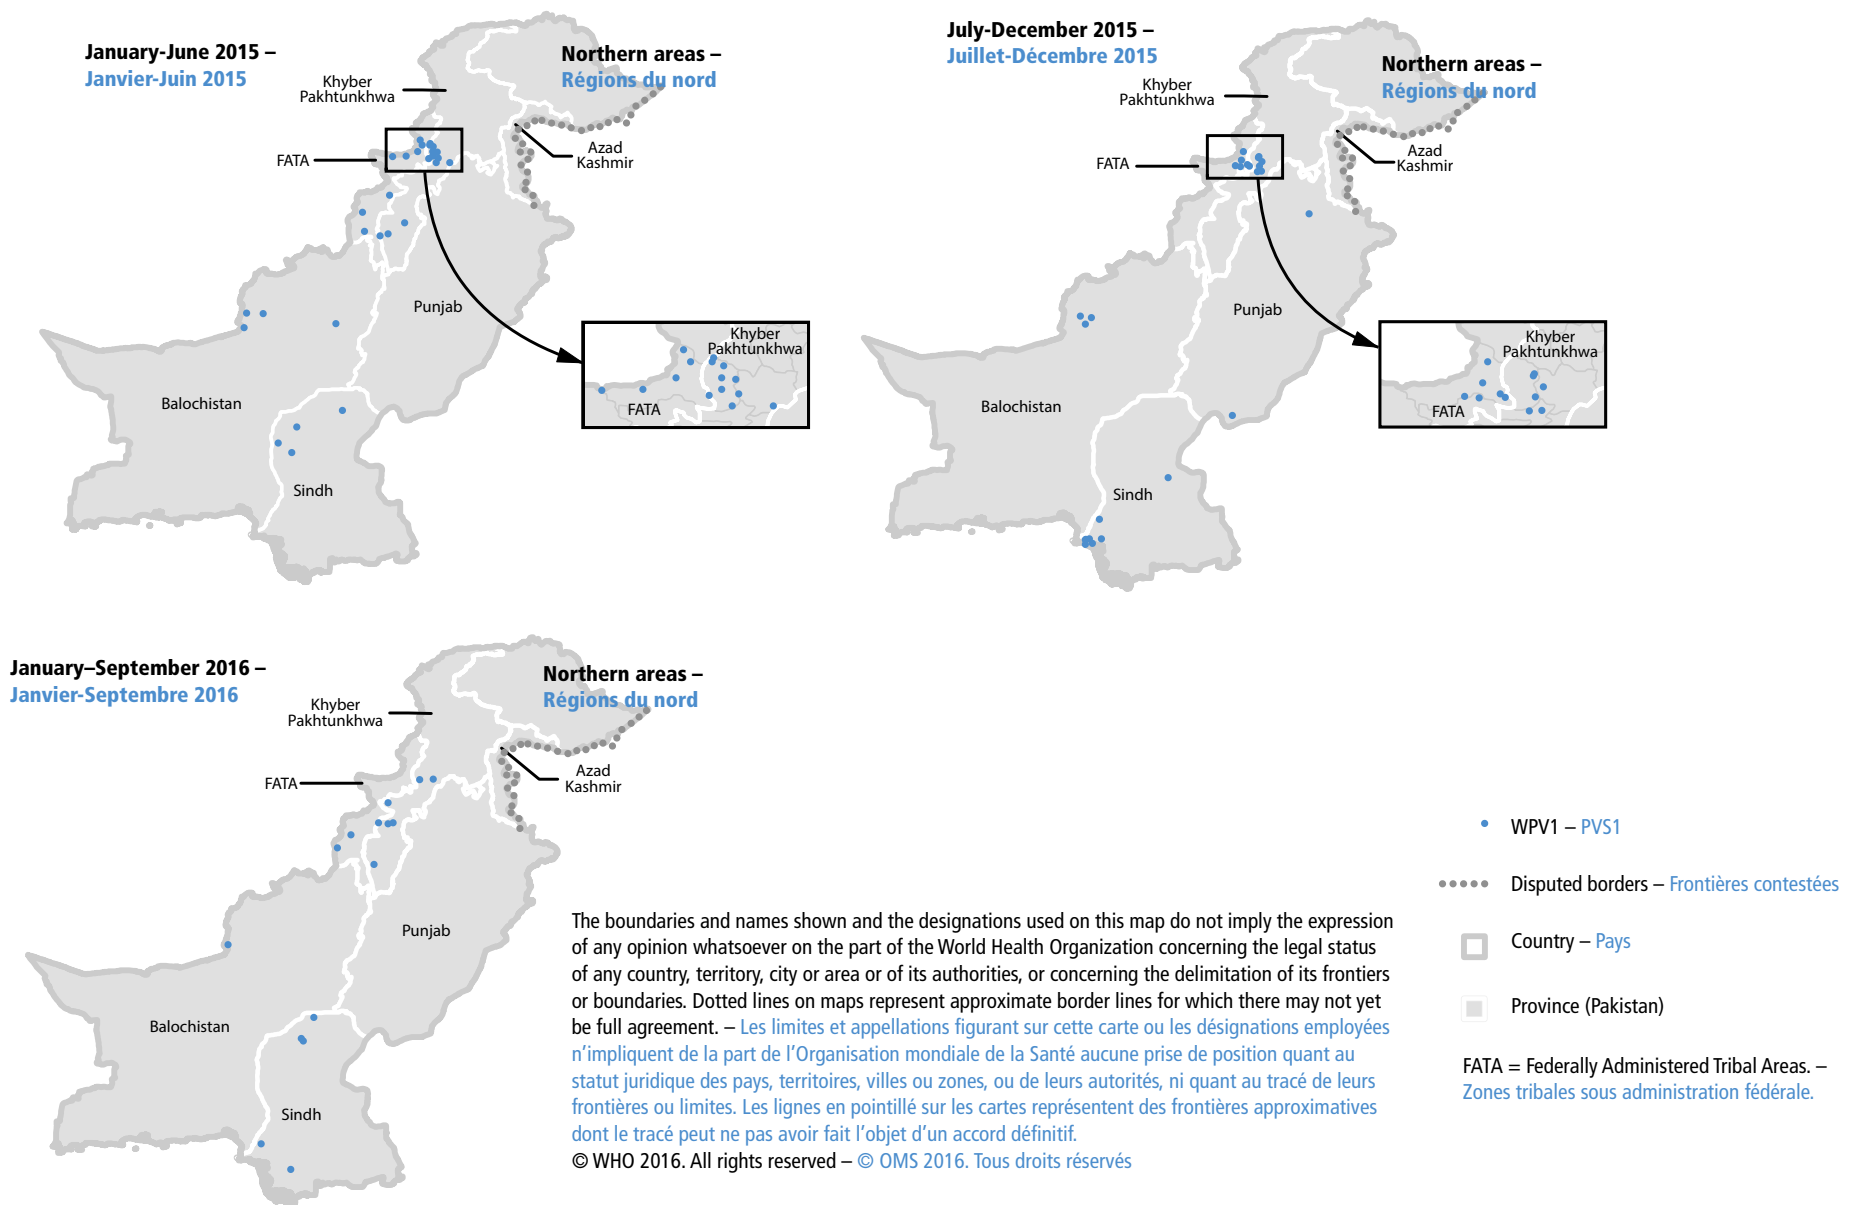 January-June 2015 –
Janvier-Juin 2015
Northern areas –
Régions du nord
Khyber
Pakhtunkhwa
FATA
Azad
Kashmir
Punjab
Balochistan
Sindh
Khyber
Pakhtunkhwa
FATA
July-December 2015 –
Juillet-Décembre 2015
Northern areas –
Régions du nord
Khyber
Pakhtunkhwa
FATA
Azad
Kashmir
Punjab
Balochistan
Sindh
Khyber
Pakhtunkhwa
FATA
January–September 2016 –
Janvier-Septembre 2016
Northern areas –
Régions du nord
Khyber
Pakhtunkhwa
FATA
Azad
Kashmir
Punjab
Balochistan
Sindh
The boundaries and names shown and the designations used on this map do not imply the expression
of any opinion whatsoever on the part of the World Health Organization concerning the legal status
of any country, territory, city or area or of its authorities, or concerning the delimitation of its frontiers
or boundaries. Dotted lines on maps represent approximate border lines for which there may not yet
be full agreement. – Les limites et appellations figurant sur cette carte ou les désignations employées
n’impliquent de la part de l’Organisation mondiale de la Santé aucune prise de position quant au
statut juridique des pays, territoires, villes ou zones, ou de leurs autorités, ni quant au tracé de leurs
frontières ou limites. Les lignes en pointillé sur les cartes représentent des frontières approximatives
dont le tracé peut ne pas avoir fait l’objet d’un accord définitif.
© WHO 2016. All rights reserved – © OMS 2016. Tous droits réservés
WPV1 – PVS1
Disputed borders – Frontières contestées
Country – Pays
Province (Pakistan)
FATA = Federally Administered Tribal Areas. –
Zones tribales sous administration fédérale.